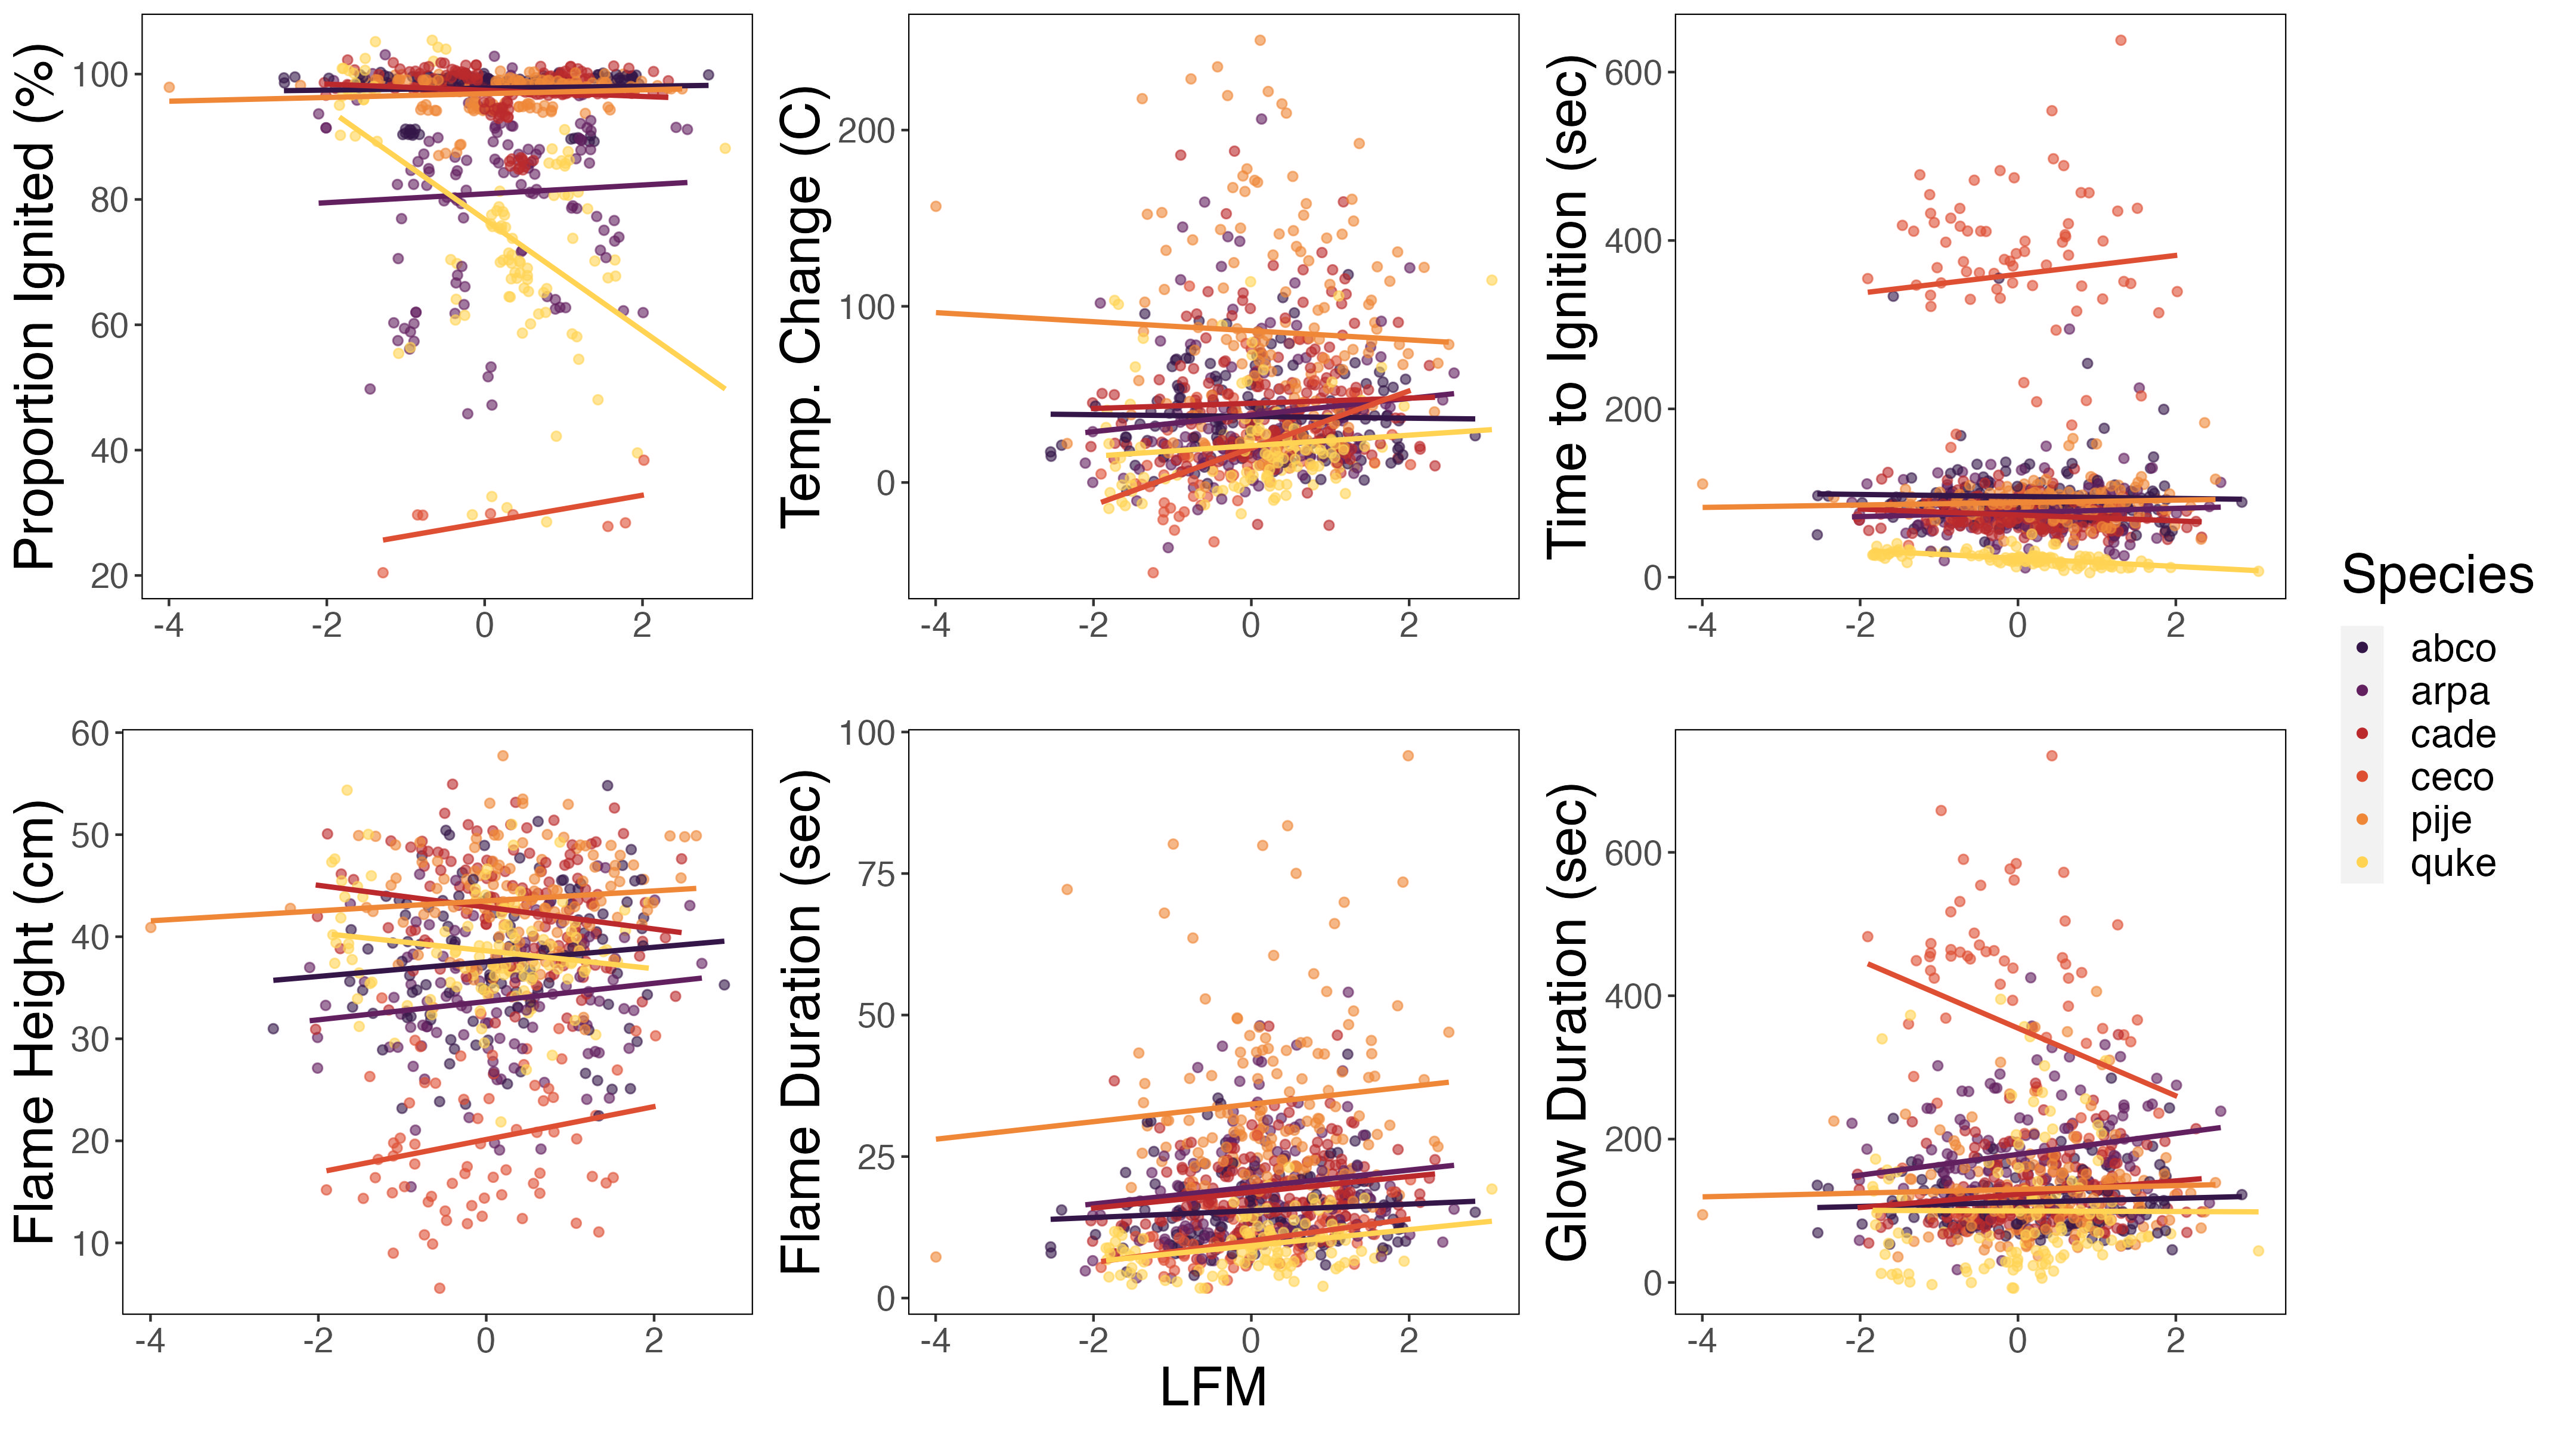 Proportion Ignited (%)
100
80
60
40
20
-4 -2 0 2
Temp. Change (C)
200
100
0
-4 -2 0 2
Time to Ignition (sec)
600
400
200
0
-4 -2 0 2
Flame Height (cm)
60
50
40
30
20
10
-4 -2 0 2
Flame Duration (sec)
100
75
50
25
0
-4 -2 0 2
Glow Duration (sec)
600
400
200
0
-4 -2 0 2
LFM
Species
abco
arpa
cade
ceco
pije
quke